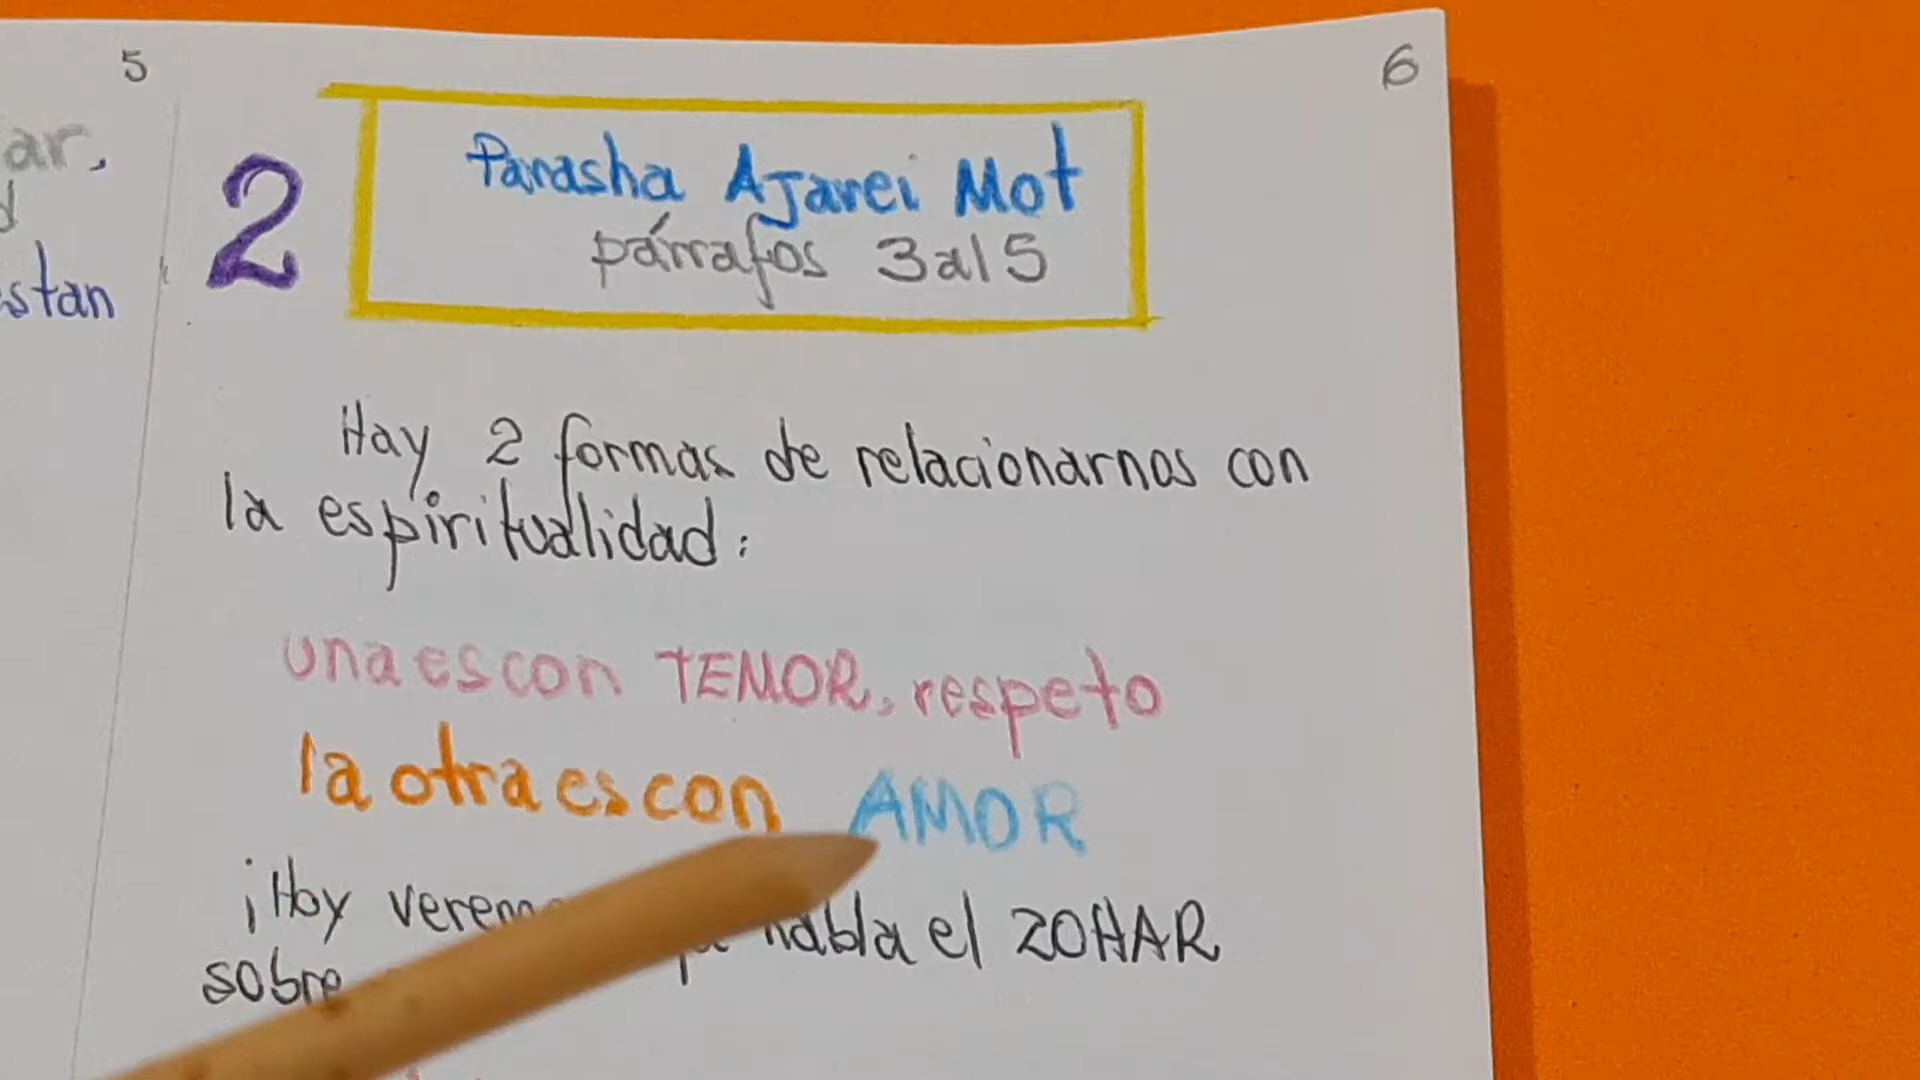 5
6
ar,
stan
2
Parasha Ajarei Mot
párrafos 3 al 5
Hay 2 formas de relacionarnos con
la espiritualidad:
una es con TEMOR, respeto
la otra es con AMOR
¡Hoy habla el ZOHAR
sobre